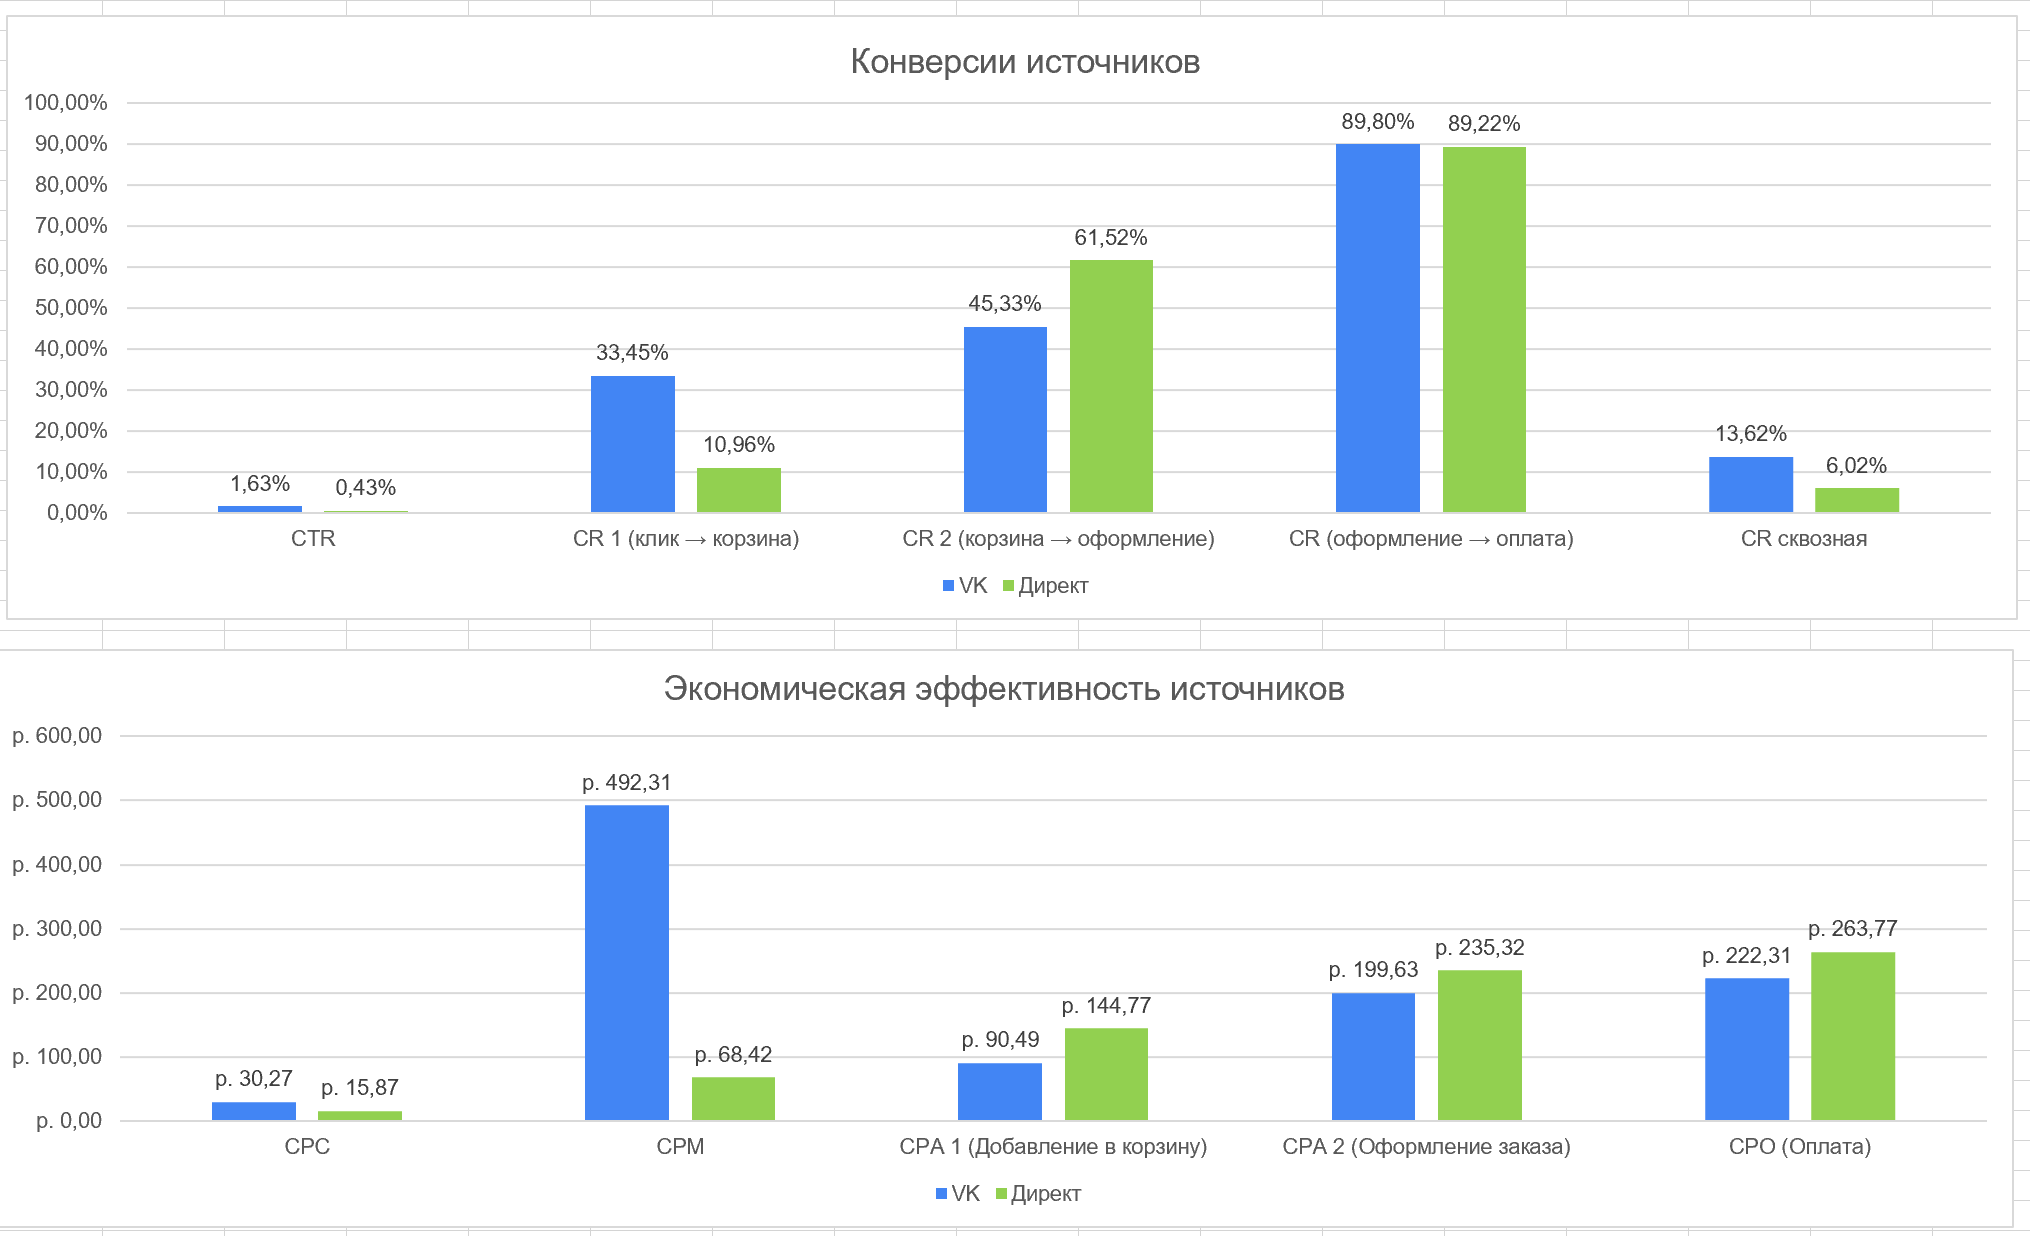 Конверсии источников
100,00%
90,00%
80,00%
70,00%
60,00%
50,00%
40,00%
30,00%
20,00%
10,00%
0,00%
1,63%
0,43%
33,45%
10,96%
45,33%
61,52%
89,80%
89,22%
13,62%
6,02%
CTR
CR 1 (клик → корзина)
CR 2 (корзина → оформление)
CR (оформление → оплата)
CR сквозная
VK
Директ
Экономическая эффективность источников
р. 600,00
р. 500,00
р. 400,00
р. 300,00
р. 200,00
р. 100,00
р. 0,00
р. 30,27
р. 15,87
р. 492,31
р. 68,42
р. 90,49
р. 144,77
р. 199,63
р. 235,32
р. 222,31
р. 263,77
CPC
CPM
CPA 1 (Добавление в корзину)
CPA 2 (Оформление заказа)
CPO (Оплата)
VK
Директ